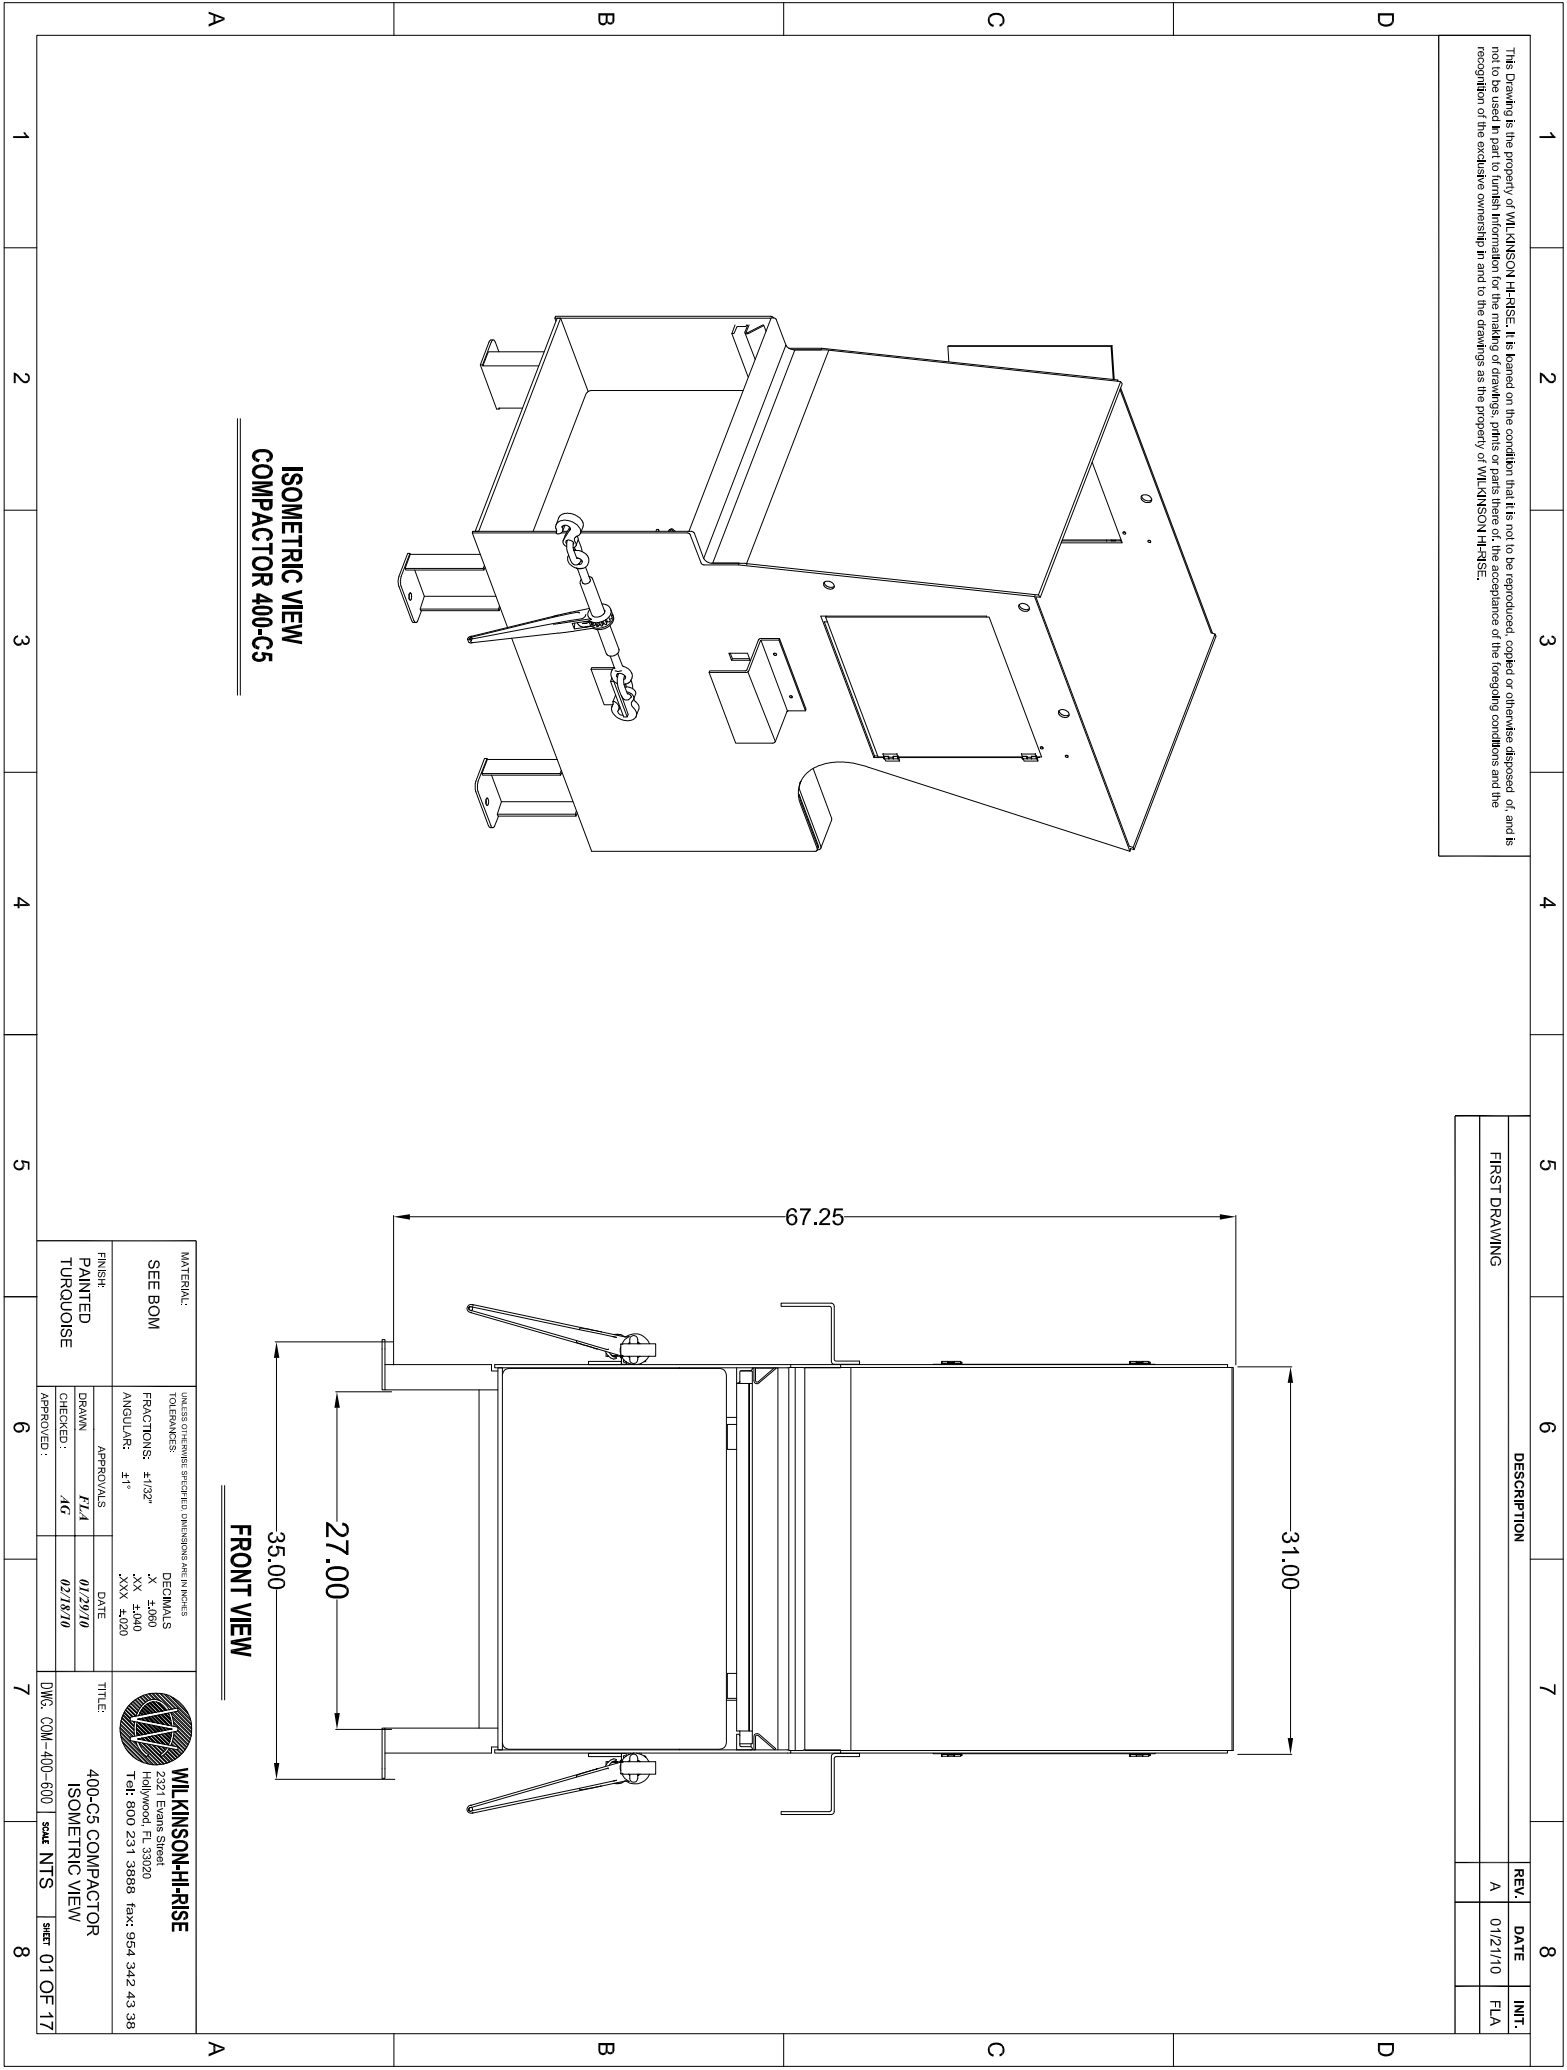 1 2 3 4 5 6 7 8
D
C
B
A
This Drawing is the property of WILKINSON HI-RISE. It is loaned on the condition that it is not to be reproduced, copied or otherwise disposed of, and is
not to be used in part to furnish information for the making of drawings, prints or parts there of. the acceptance of the foregoing conditions and the
recognition of the exclusive ownership in and to the drawings as the property of WILKINSON HI-RISE.
DESCRIPTION REV. DATE INIT.
FIRST DRAWING A 01/21/10 FLA
31.00
67.25
27.00
35.00
ISOMETRIC VIEW
COMPACTOR 400-C5
FRONT VIEW
MATERIAL:
SEE BOM
FINISH:
PAINTED
TURQUOISE
UNLESS OTHERWISE SPECIFIED, DIMENSIONS ARE IN INCHES
TOLERANCES:
DECIMALS
FRACTIONS: ±1/32" .X ±.060
.XX ±.040
ANGULAR: ±1° .XXX ±.020
APPROVALS DATE
DRAWN FLA 01/29/10
CHECKED : AG 02/18/10
APPROVED :
W
WILKINSON-HI-RISE
2321 Evans Street
Hollywood, FL 33020
Tel: 800 231 3888 fax: 954 342 43 38
TITLE:
400-C5 COMPACTOR
ISOMETRIC VIEW
DWG. COM-400-600 SCALE NTS SHEET 01 OF 17
D
C
B
A
1 2 3 4 5 6 7 8